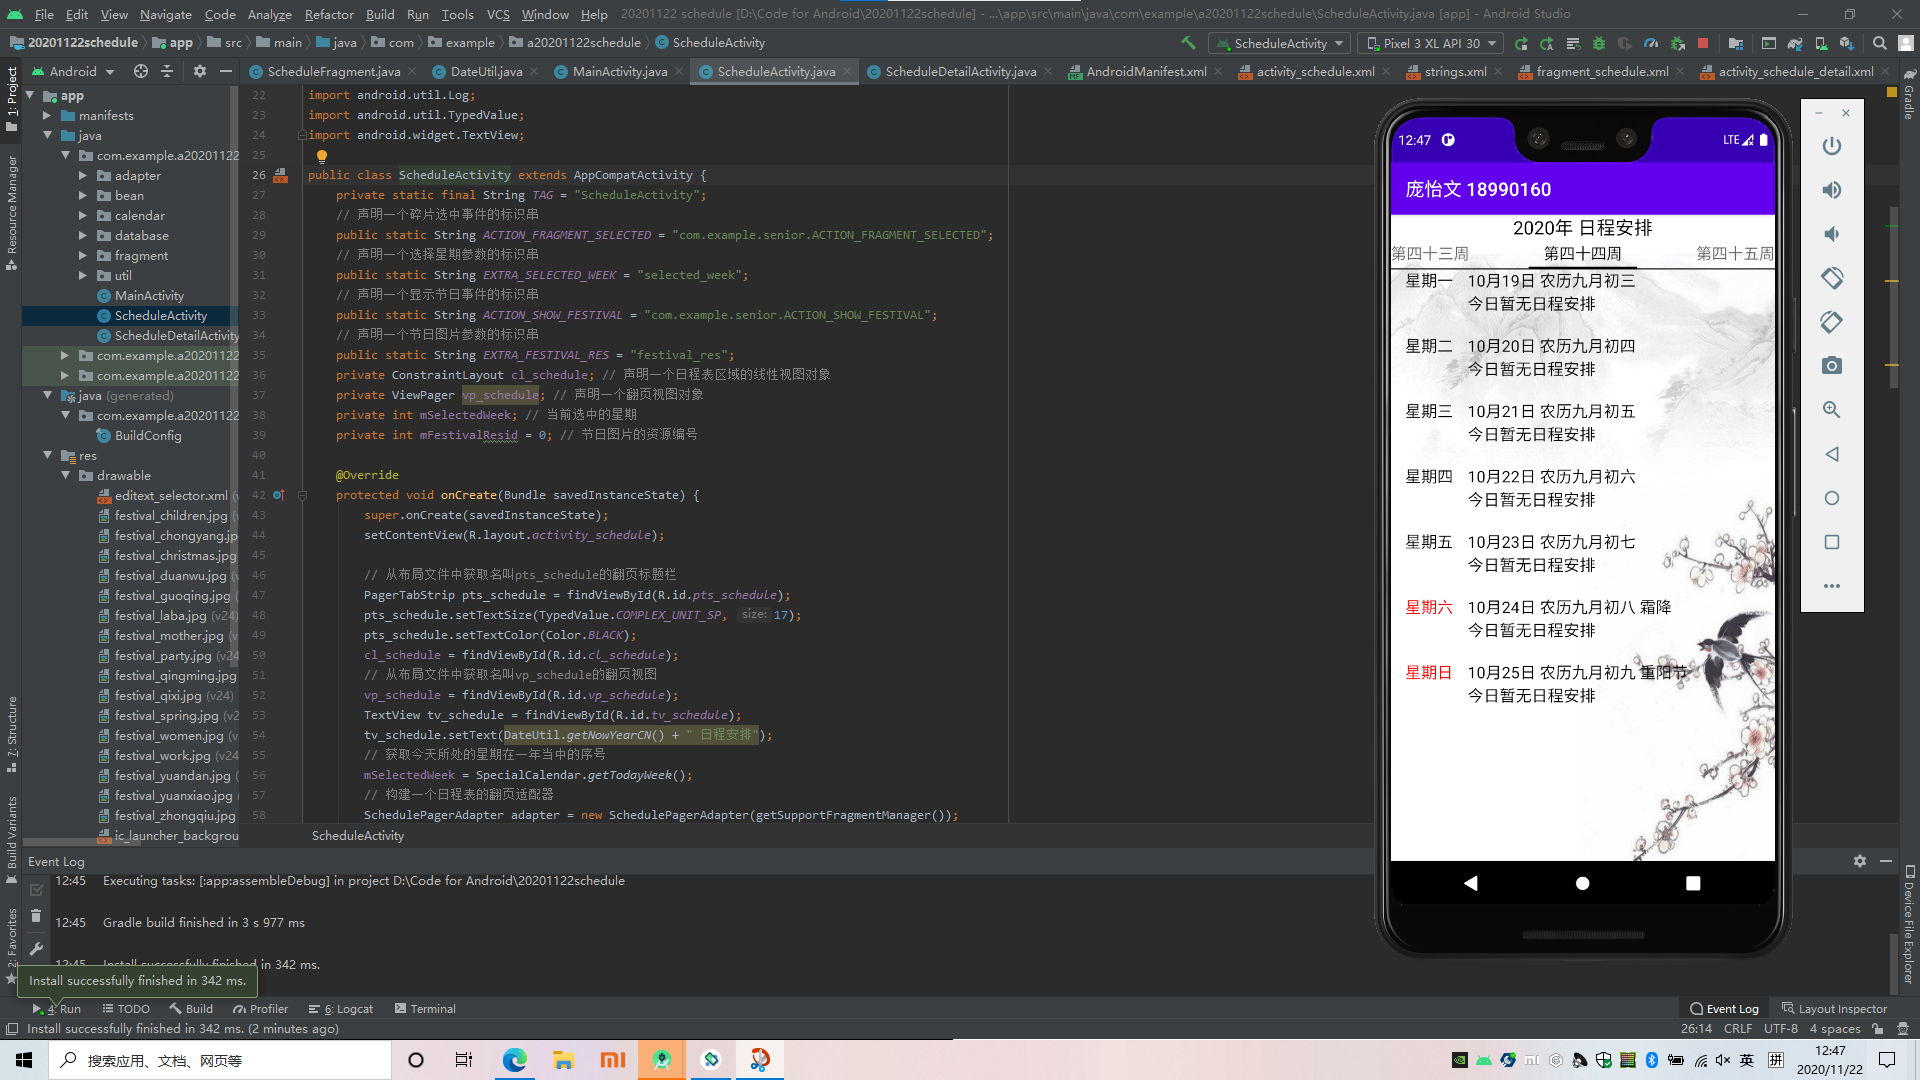 File Edit View Navigate Code Analyze Refactor Build Run Tools VCS Window Help 20201122 schedule [D:\Code for Android\20201122schedule] - ...\app\src\main\java\com\example\a20201122schedule\ScheduleActivity.java [app] - Android Studio
20201122schedule app src main java com example a20201122schedule ScheduleActivity ScheduleActivity Pixel 3 XL API 30
Android ScheduleFragment.java DateUtil.java MainActivity.java ScheduleActivity.java ScheduleDetailActivity.java AndroidManifest.xml activity_schedule.xml strings.xml fragment_schedule.xml activity_schedule_detail.xml
1: Project
Resource Manager
7: Structure
Build Variants
2: Favorites
Gradle
Device File Explorer
app
manifests
java
com.example.a20201122
adapter
bean
calendar
database
fragment
util
MainActivity
ScheduleActivity
ScheduleDetailActivity
com.example.a20201122
com.example.a20201122
java (generated)
com.example.a20201122
BuildConfig
res
drawable
editext_selector.xml (
festival_children.jpg (v
festival_chongyang.jp
festival_christmas.jpg
festival_duanwu.jpg (
festival_guoqing.jpg (
festival_laba.jpg (v24)
festival_mother.jpg (v
festival_party.jpg (v24
festival_qingming.jpg
festival_qixi.jpg (v24)
festival_spring.jpg (v2
festival_women.jpg (v
festival_work.jpg (v24
festival_yuandan.jpg (
festival_yuanxiao.jpg (
festival_zhongqiu.jpg
ic_launcher_backgrou
22 import android.util.Log;
23 import android.util.TypedValue;
24 import android.widget.TextView;
25
26 public class ScheduleActivity extends AppCompatActivity {
27 private static final String TAG = "ScheduleActivity";
28 // 声明一个碎片选中事件的标识串
29 public static String ACTION_FRAGMENT_SELECTED = "com.example.senior.ACTION_FRAGMENT_SELECTED";
30 // 声明一个选择星期参数的标识串
31 public static String EXTRA_SELECTED_WEEK = "selected_week";
32 // 声明一个显示节日事件的标识串
33 public static String ACTION_SHOW_FESTIVAL = "com.example.senior.ACTION_SHOW_FESTIVAL";
34 // 声明一个节日图片参数的标识串
35 public static String EXTRA_FESTIVAL_RES = "festival_res";
36 private ConstraintLayout cl_schedule; // 声明一个日程表区域的线性视图对象
37 private ViewPager vp_schedule; // 声明一个翻页视图对象
38 private int mSelectedWeek; // 当前选中的星期
39 private int mFestivalResid = 0; // 节日图片的资源编号
40
41 @Override
42 protected void onCreate(Bundle savedInstanceState) {
43 super.onCreate(savedInstanceState);
44 setContentView(R.layout.activity_schedule);
45
46 // 从布局文件中获取名叫pts_schedule的翻页标题栏
47 PagerTabStrip pts_schedule = findViewById(R.id.pts_schedule);
48 pts_schedule.setTextSize(TypedValue.COMPLEX_UNIT_SP, size: 17);
49 pts_schedule.setTextColor(Color.BLACK);
50 cl_schedule = findViewById(R.id.cl_schedule);
51 // 从布局文件中获取名叫vp_schedule的翻页视图
52 vp_schedule = findViewById(R.id.vp_schedule);
53 TextView tv_schedule = findViewById(R.id.tv_schedule);
54 tv_schedule.setText(DateUtil.getNowYearCN() + " 日程安排");
55 // 获取今天所处的星期在一年当中的序号
56 mSelectedWeek = SpecialCalendar.getTodayWeek();
57 // 构建一个日程表的翻页适配器
58 SchedulePagerAdapter adapter = new SchedulePagerAdapter(getSupportFragmentManager());
ScheduleActivity
12:47 LTE
庞怡文 18990160
2020年 日程安排
第四十三周 第四十四周 第四十五周
星期一 10月19日 农历九月初三
今日暂无日程安排
星期二 10月20日 农历九月初四
今日暂无日程安排
星期三 10月21日 农历九月初五
今日暂无日程安排
星期四 10月22日 农历九月初六
今日暂无日程安排
星期五 10月23日 农历九月初七
今日暂无日程安排
星期六 10月24日 农历九月初八 霜降
今日暂无日程安排
星期日 10月25日 农历九月初九 重阳节
今日暂无日程安排
Event Log
12:45 Executing tasks: [:app:assembleDebug] in project D:\Code for Android\20201122schedule
12:45 Gradle build finished in 3 s 977 ms
12:45 Install successfully finished in 342 ms.
Install successfully finished in 342 ms.
4: Run TODO Build Profiler 6: Logcat Terminal Event Log Layout Inspector
Install successfully finished in 342 ms. (2 minutes ago) 26:14 CRLF UTF-8 4 spaces
搜索应用、文档、网页等 英 拼 12:47
2020/11/22